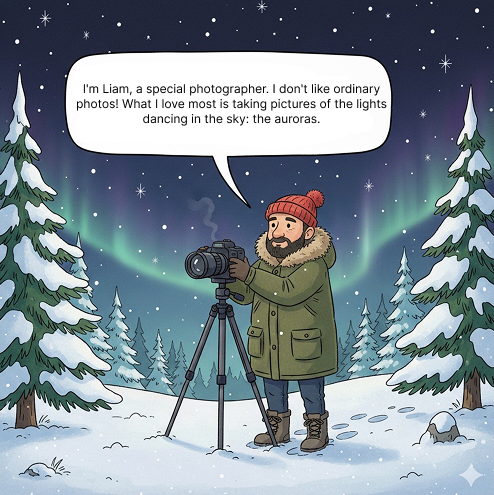 I'm Liam, a special photographer. I don't like ordinary
photos! What I love most is taking pictures of the lights
dancing in the sky: the auroras.